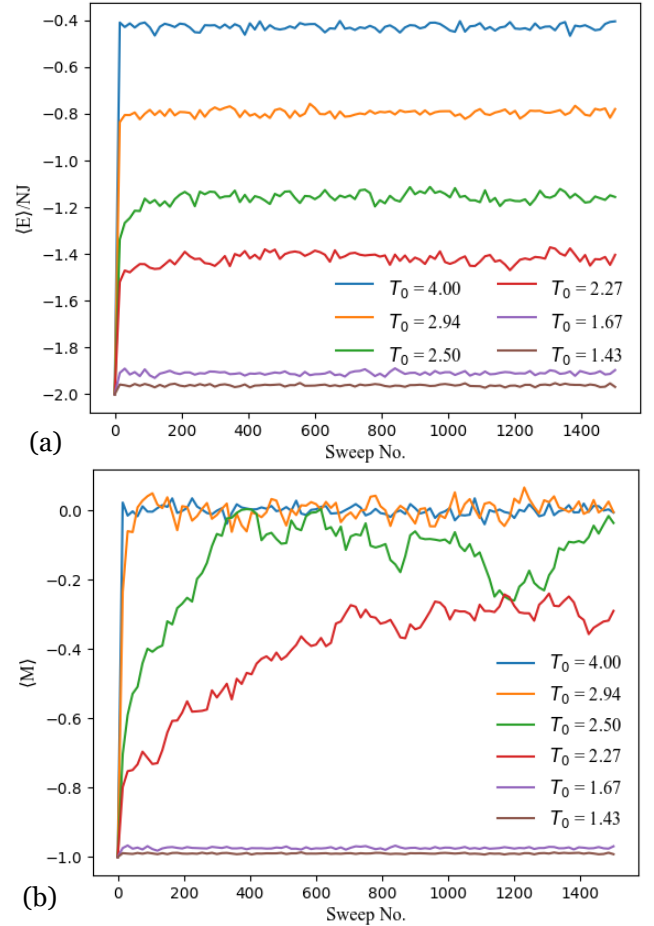 −0.4
−0.6
−0.8
−1.0
−1.2
−1.4
−1.6
−1.8
−2.0
⟨E⟩/NJ
T₀ = 4.00
T₀ = 2.94
T₀ = 2.50
T₀ = 2.27
T₀ = 1.67
T₀ = 1.43
0 200 400 600 800 1000 1200 1400
Sweep No.
(a)
0.0
−0.2
−0.4
−0.6
−0.8
−1.0
⟨M⟩
T₀ = 4.00
T₀ = 2.94
T₀ = 2.50
T₀ = 2.27
T₀ = 1.67
T₀ = 1.43
0 200 400 600 800 1000 1200 1400
Sweep No.
(b)